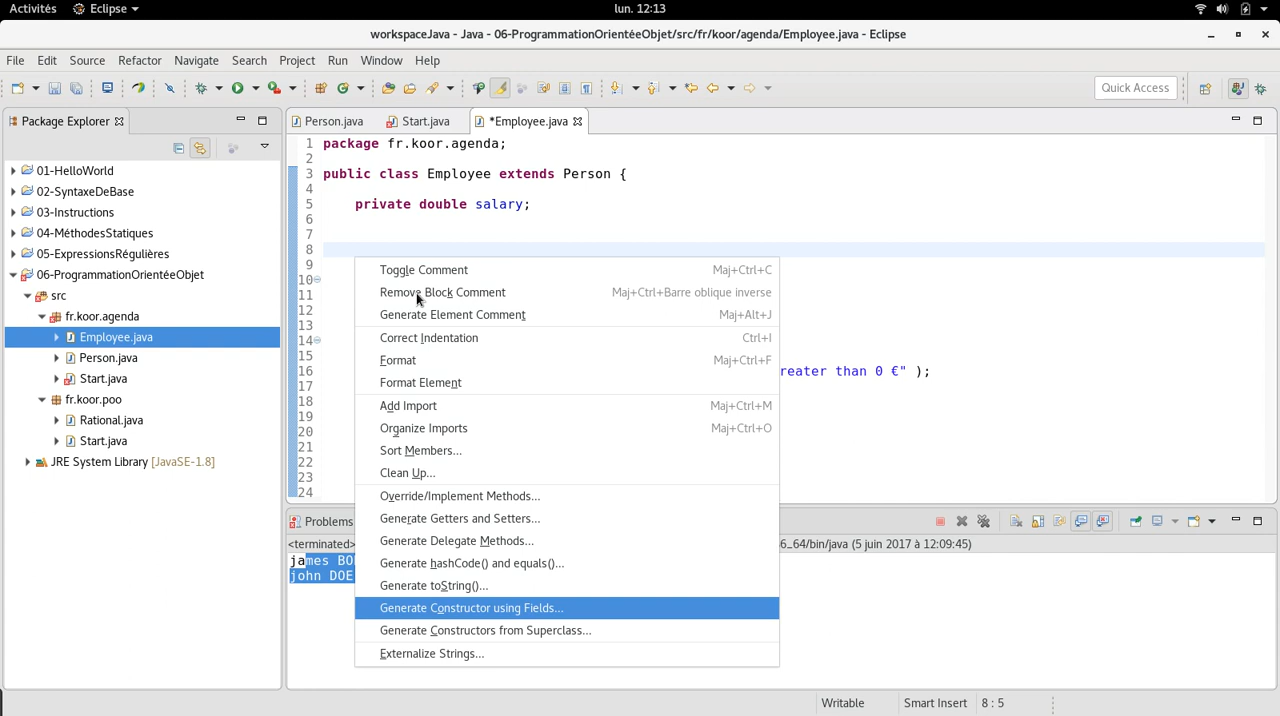 Activités Eclipse lun. 12:13
workspaceJava - Java - 06-ProgrammationOrientéeObjet/src/fr/koor/agenda/Employee.java - Eclipse
File Edit Source Refactor Navigate Search Project Run Window Help
Quick Access
Package Explorer
01-HelloWorld
02-SyntaxeDeBase
03-Instructions
04-MéthodesStatiques
05-ExpressionsRégulières
06-ProgrammationOrientéeObjet
src
fr.koor.agenda
Employee.java
Person.java
Start.java
fr.koor.poo
Rational.java
Start.java
JRE System Library [JavaSE-1.8]
Person.java Start.java *Employee.java
1 package fr.koor.agenda;
2
3 public class Employee extends Person {
4
5 private double salary;
6
7
8
9
10
11
12
13
14
15
16 reater than 0 €" );
17
18
19
20
21
22
23
24
Toggle Comment Maj+Ctrl+C
Remove Block Comment Maj+Ctrl+Barre oblique inverse
Generate Element Comment Maj+Alt+J
Correct Indentation Ctrl+I
Format Maj+Ctrl+F
Format Element
Add Import Maj+Ctrl+M
Organize Imports Maj+Ctrl+O
Sort Members...
Clean Up...
Override/Implement Methods...
Generate Getters and Setters...
Generate Delegate Methods...
Generate hashCode() and equals()...
Generate toString()...
Generate Constructor using Fields...
Generate Constructors from Superclass...
Externalize Strings...
Problems
<terminated> 6_64/bin/java (5 juin 2017 à 12:09:45)
james BO
john DOE
Writable Smart Insert 8 : 5